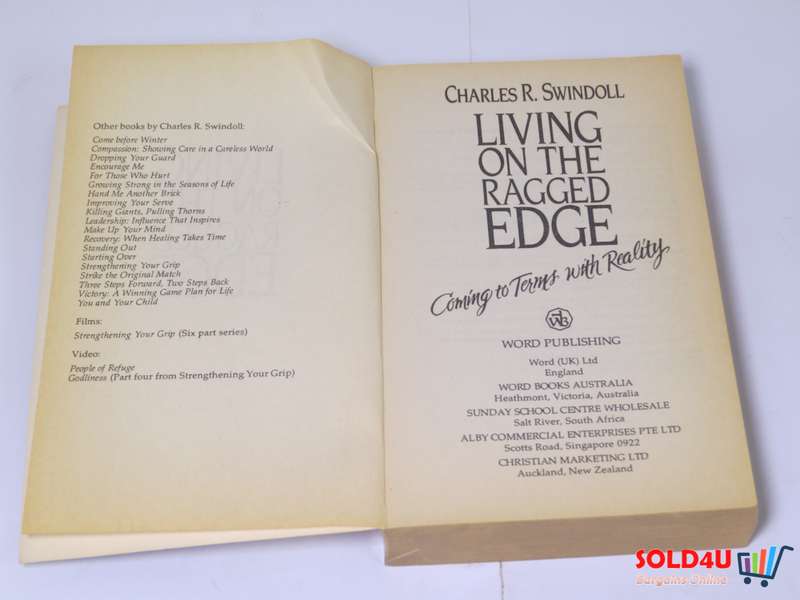 Other books by Charles R. Swindoll:
Come before Winter
Compassion: Showing Care in a Careless World
Dropping Your Guard
Encourage Me
For Those Who Hurt
Growing Strong in the Seasons of Life
Hand Me Another Brick
Improving Your Serve
Killing Giants, Pulling Thorns
Leadership: Influence That Inspires
Make Up Your Mind
Recovery: When Healing Takes Time
Standing Out
Starting Over
Strengthening Your Grip
Strike the Original Match
Three Steps Forward, Two Steps Back
Victory: A Winning Game Plan for Life
You and Your Child
Films:
Strengthening Your Grip (Six part series)
Video:
People of Refuge
Godliness (Part four from Strengthening Your Grip)
CHARLES R. SWINDOLL
LIVING
ON THE
RAGGED
EDGE
Coming to Terms with Reality
WORD PUBLISHING
Word (UK) Ltd
England
WORD BOOKS AUSTRALIA
Heathmont, Victoria, Australia
SUNDAY SCHOOL CENTRE WHOLESALE
Salt River, South Africa
ALBY COMMERCIAL ENTERPRISES PTE LTD
Scotts Road, Singapore 0922
CHRISTIAN MARKETING LTD
Auckland, New Zealand
SOLD4U
Bargains Online